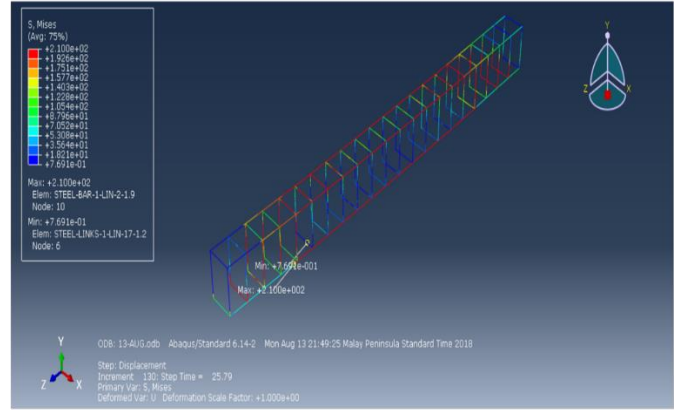 S, Mises
(Avg: 75%)
+2.100e+02
+1.926e+02
+1.751e+02
+1.577e+02
+1.403e+02
+1.228e+02
+1.054e+02
+8.796e+01
+7.052e+01
+5.308e+01
+3.564e+01
+1.821e+01
+7.691e-01
Max: +2.100e+02
Elem: STEEL-BAR-1-LIN-2-1.9
Node: 10
Min: +7.691e-01
Elem: STEEL-LINKS-1-LIN-17-1.2
Node: 6
Y
Z
X
Min: +7.691e-001
Max: +2.100e+002
Y
Z
X
ODB: 13-AUG.odb Abaqus/Standard 6.14-2 Mon Aug 13 21:49:25 Malay Peninsula Standard Time 2018
Step: Displacement
Increment 130: Step Time = 25.79
Primary Var: S, Mises
Deformed Var: U Deformation Scale Factor: +1.000e+00